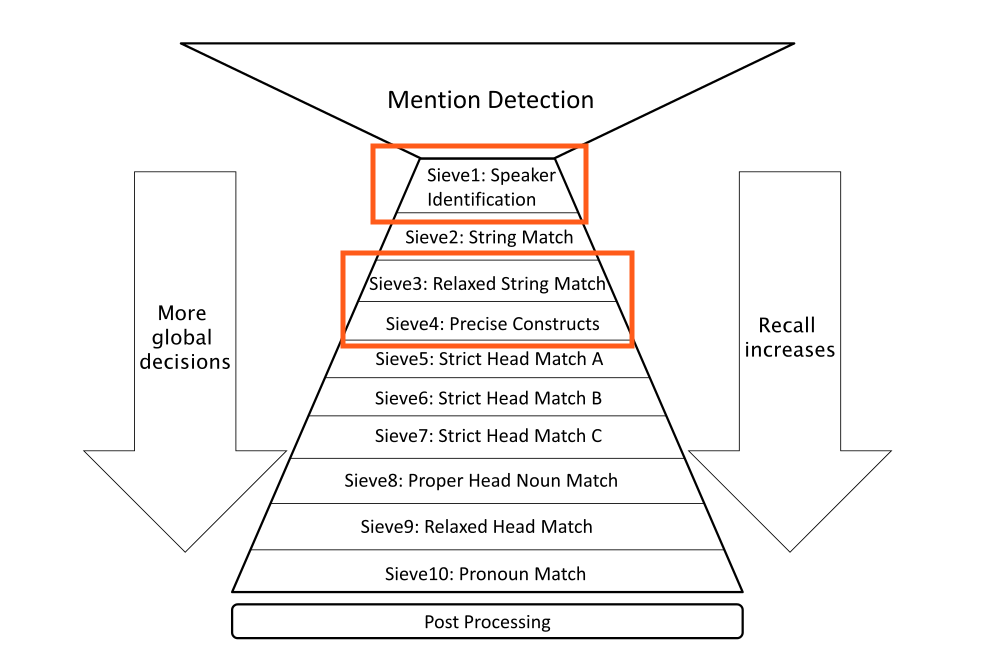 Mention Detection
Sieve1: Speaker
Identification
Sieve2: String Match
Sieve3: Relaxed String Match
Sieve4: Precise Constructs
Sieve5: Strict Head Match A
Sieve6: Strict Head Match B
Sieve7: Strict Head Match C
Sieve8: Proper Head Noun Match
Sieve9: Relaxed Head Match
Sieve10: Pronoun Match
Post Processing
More
global
decisions
Recall
increases